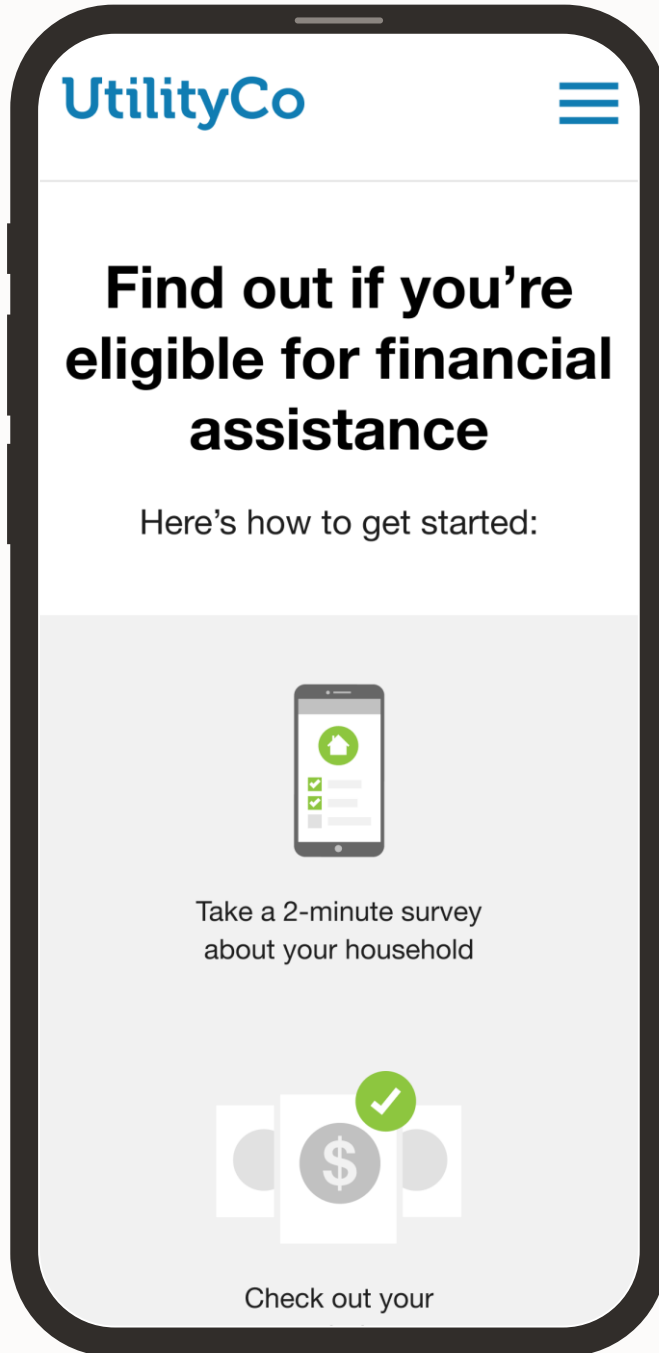 UtilityCo
Find out if you’re
eligible for financial
assistance
Here’s how to get started:
Take a 2-minute survey
about your household
$
Check out your